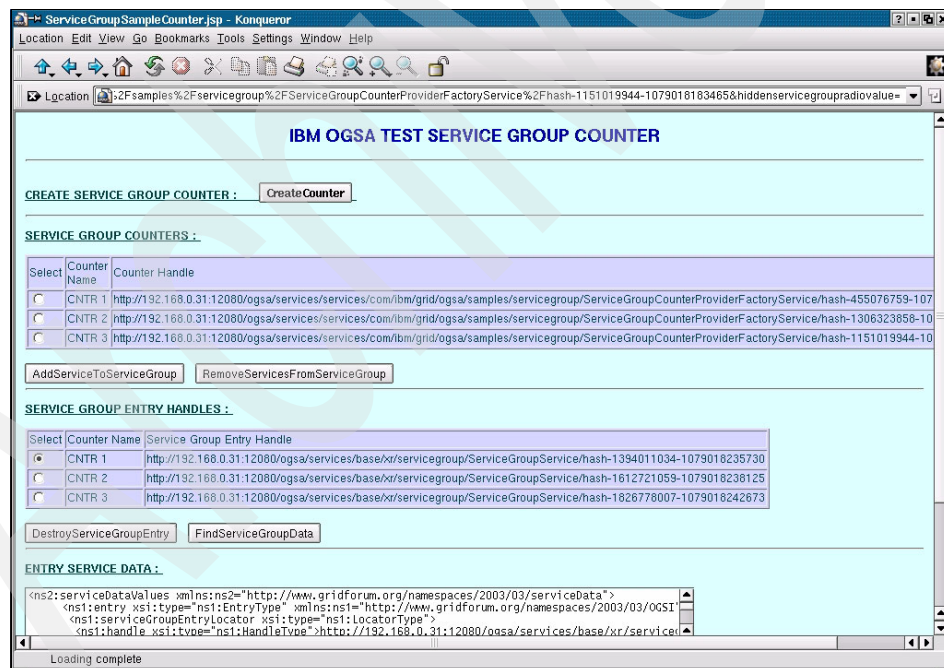 ServiceGroupSampleCounter.jsp - Konqueror
Location Edit View Go Bookmarks Tools Settings Window Help
Location 2Fsamples%2Fservicegroup%2FServiceGroupCounterProviderFactoryService%2Fhash-1151019944-1079018183465&hiddenservicegroupradiovalue=
IBM OGSA TEST SERVICE GROUP COUNTER
CREATE SERVICE GROUP COUNTER : CreateCounter
SERVICE GROUP COUNTERS :
Select Counter Name Counter Handle
CNTR 1 http://192.168.0.31:12080/ogsa/services/services/com/ibm/grid/ogsa/samples/servicegroup/ServiceGroupCounterProviderFactoryService/hash-455076759-107
CNTR 2 http://192.168.0.31:12080/ogsa/services/services/com/ibm/grid/ogsa/samples/servicegroup/ServiceGroupCounterProviderFactoryService/hash-1306323858-10
CNTR 3 http://192.168.0.31:12080/ogsa/services/services/com/ibm/grid/ogsa/samples/servicegroup/ServiceGroupCounterProviderFactoryService/hash-1151019944-10
AddServiceToServiceGroup RemoveServicesFromServiceGroup
SERVICE GROUP ENTRY HANDLES :
Select Counter Name Service Group Entry Handle
CNTR 1 http://192.168.0.31:12080/ogsa/services/base/xr/servicegroup/ServiceGroupService/hash-1394011034-1079018235730
CNTR 2 http://192.168.0.31:12080/ogsa/services/base/xr/servicegroup/ServiceGroupService/hash-1612721059-1079018238125
CNTR 3 http://192.168.0.31:12080/ogsa/services/base/xr/servicegroup/ServiceGroupService/hash-1826778007-1079018242673
DestroyServiceGroupEntry FindServiceGroupData
ENTRY SERVICE DATA :
<ns2:serviceDataValues xmlns:ns2="http://www.gridforum.org/namespaces/2003/03/serviceData">
<ns1:entry xsi:type="ns1:EntryType" xmlns:ns1="http://www.gridforum.org/namespaces/2003/03/OGSI"
<ns1:serviceGroupEntryLocator xsi:type="ns1:LocatorType">
<ns1:handle xsi:type="ns1:HandleType">http://192.168.0.31:12080/ogsa/services/base/xr/service
Loading complete